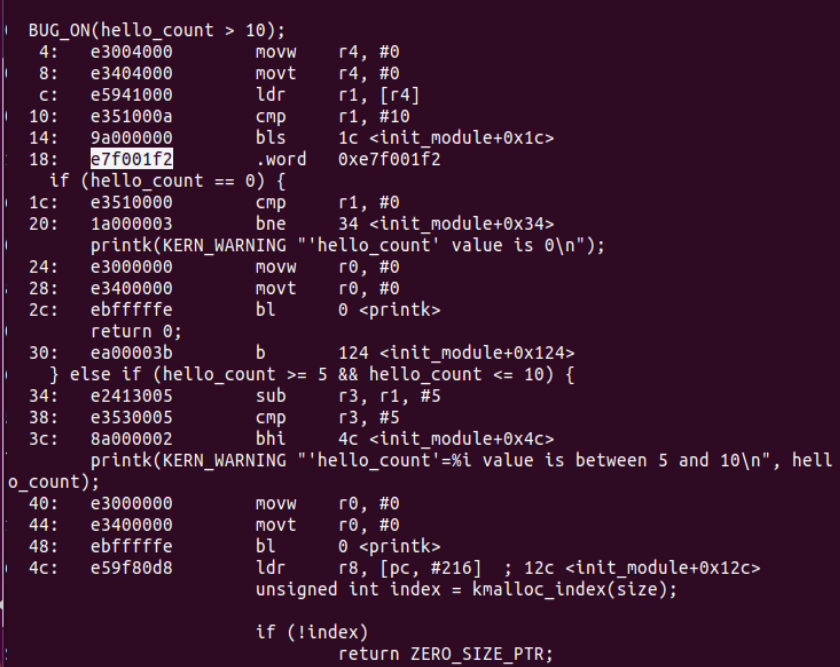 BUG_ON(hello_count > 10);
4: e3004000 movw r4, #0
8: e3404000 movt r4, #0
c: e5941000 ldr r1, [r4]
10: e351000a cmp r1, #10
14: 9a000000 bls 1c <init_module+0x1c>
18: e7f001f2 .word 0xe7f001f2
if (hello_count == 0) {
1c: e3510000 cmp r1, #0
20: 1a000003 bne 34 <init_module+0x34>
printk(KERN_WARNING "'hello_count' value is 0\n");
24: e3000000 movw r0, #0
28: e3400000 movt r0, #0
2c: ebfffffe bl 0 <printk>
return 0;
30: ea00003b b 124 <init_module+0x124>
} else if (hello_count >= 5 && hello_count <= 10) {
34: e2413005 sub r3, r1, #5
38: e3530005 cmp r3, #5
3c: 8a000002 bhi 4c <init_module+0x4c>
printk(KERN_WARNING "'hello_count'=%i value is between 5 and 10\n", hell
o_count);
40: e3000000 movw r0, #0
44: e3400000 movt r0, #0
48: ebfffffe bl 0 <printk>
4c: e59f80d8 ldr r8, [pc, #216] ; 12c <init_module+0x12c>
unsigned int index = kmalloc_index(size);
if (!index)
return ZERO_SIZE_PTR;